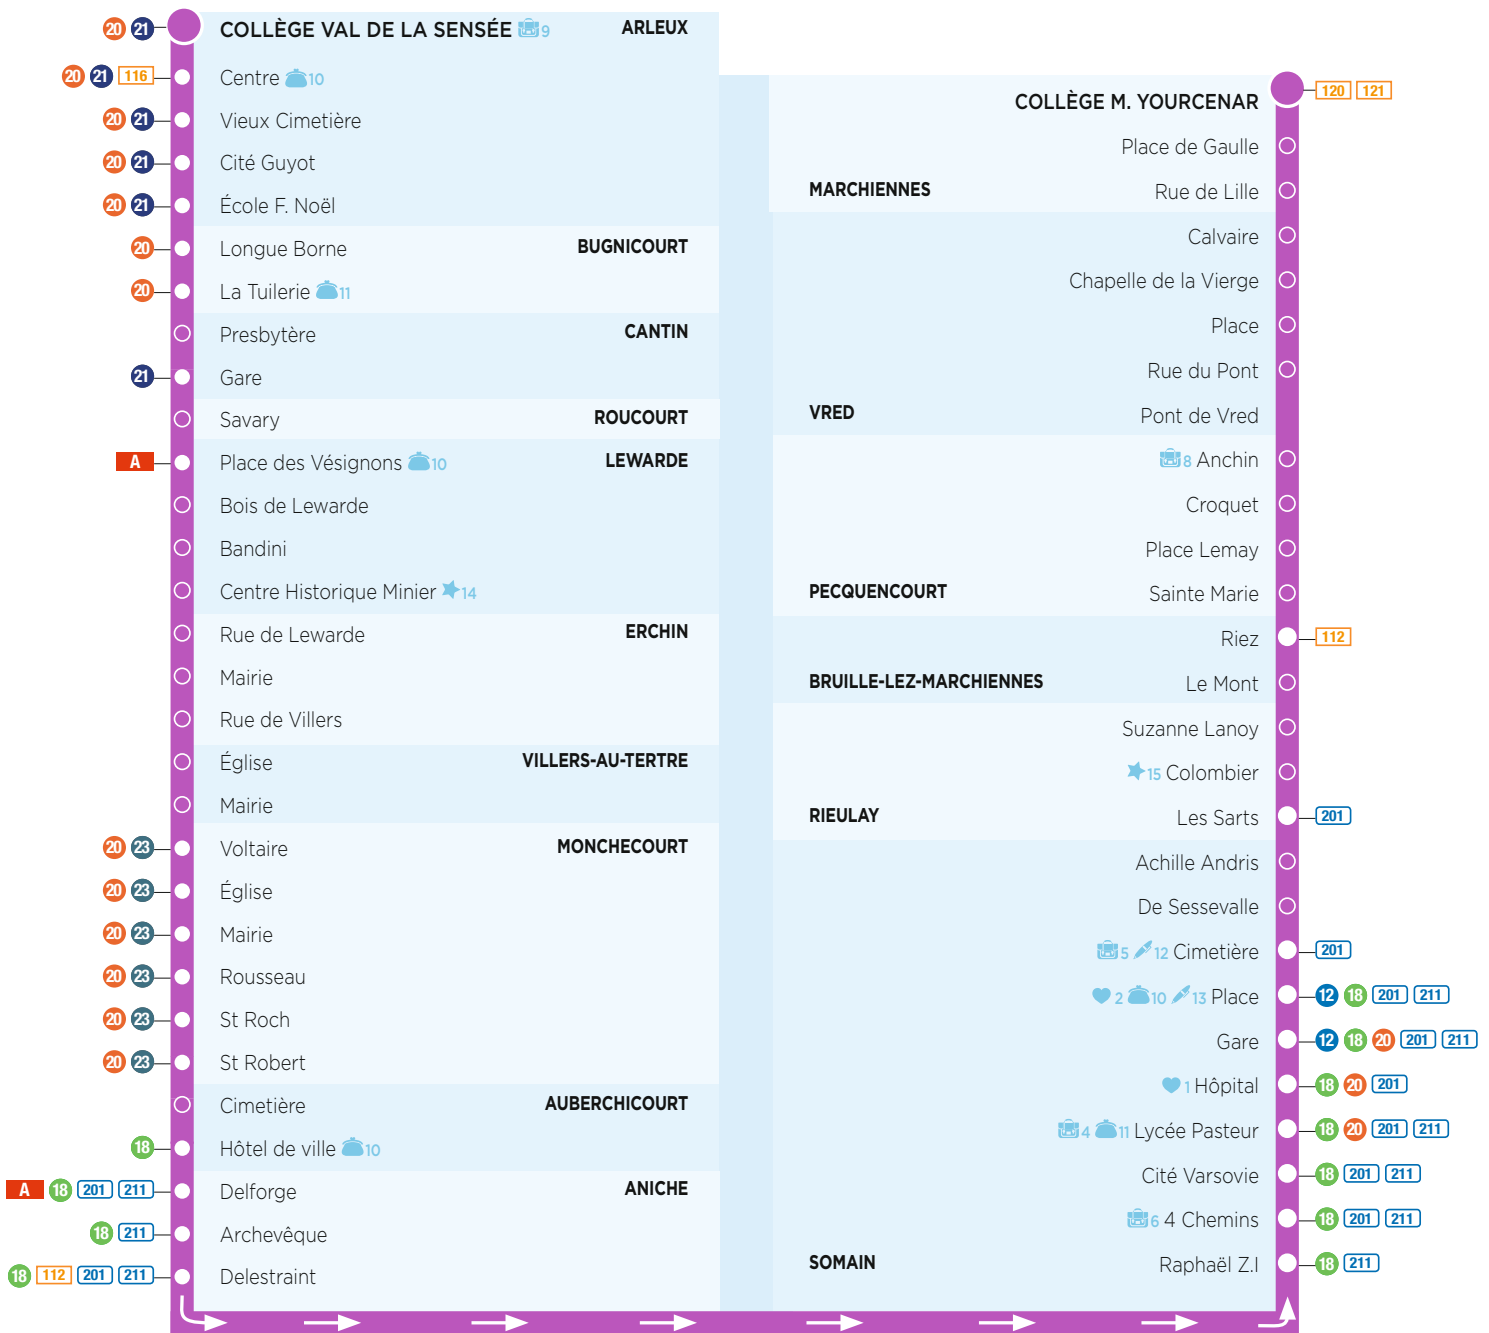 20 21 COLLÈGE VAL DE LA SENSÉE 9 ARLEUX
20 21 116 Centre 10
20 21 Vieux Cimetière
20 21 Cité Guyot
20 21 École F. Noël
20 Longue Borne BUGNICOURT
20 La Tuilerie 11
Presbytère CANTIN
21 Gare
Savary ROUCOURT
A Place des Vésignons 10 LEWARDE
Bois de Lewarde
Bandini
Centre Historique Minier 14
Rue de Lewarde ERCHIN
Mairie
Rue de Villers
Église VILLERS-AU-TERTRE
Mairie
20 23 Voltaire MONCHECOURT
20 23 Église
20 23 Mairie
20 23 Rousseau
20 23 St Roch
20 23 St Robert
Cimetière AUBERCHICOURT
18 Hôtel de ville 10
A 18 201 211 Delforge ANICHE
18 211 Archevêque
18 112 201 211 Delestraint
COLLÈGE M. YOURCENAR 120 121
Place de Gaulle
MARCHIENNES Rue de Lille
Calvaire
Chapelle de la Vierge
Place
Rue du Pont
VRED Pont de Vred
8 Anchin
Croquet
Place Lemay
PECQUENCOURT Sainte Marie
Riez 112
BRUILLE-LEZ-MARCHIENNES Le Mont
Suzanne Lanoy
15 Colombier
RIEULAY Les Sarts 201
Achille Andris
De Sessevalle
5 12 Cimetière 201
2 10 13 Place 12 18 201 211
Gare 12 18 20 201 211
1 Hôpital 18 20 201
4 11 Lycée Pasteur 18 20 201 211
Cité Varsovie 18 201 211
6 4 Chemins 18 201 211
SOMAIN Raphaël Z.I 18 211